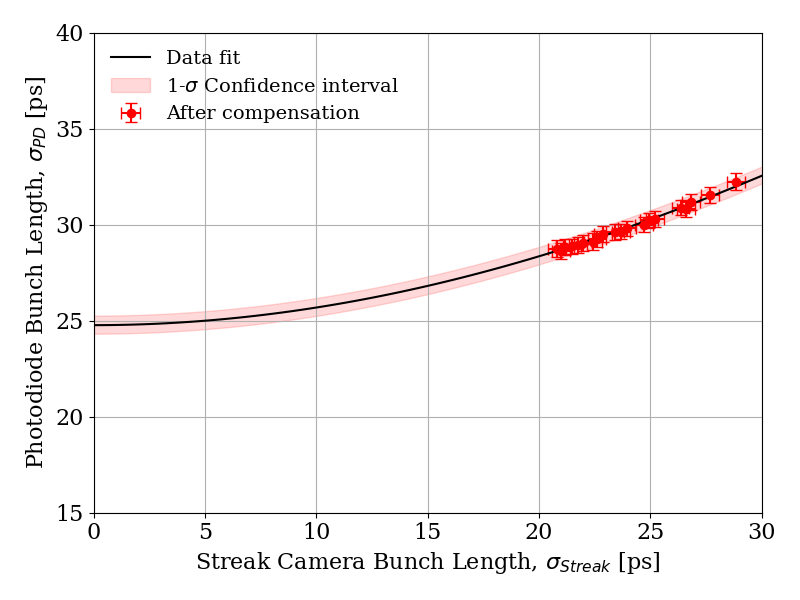 40
35
30
25
20
15
0 5 10 15 20 25 30
Photodiode Bunch Length, σ_PD [ps]
Streak Camera Bunch Length, σ_Streak [ps]
Data fit
1-σ Confidence interval
After compensation